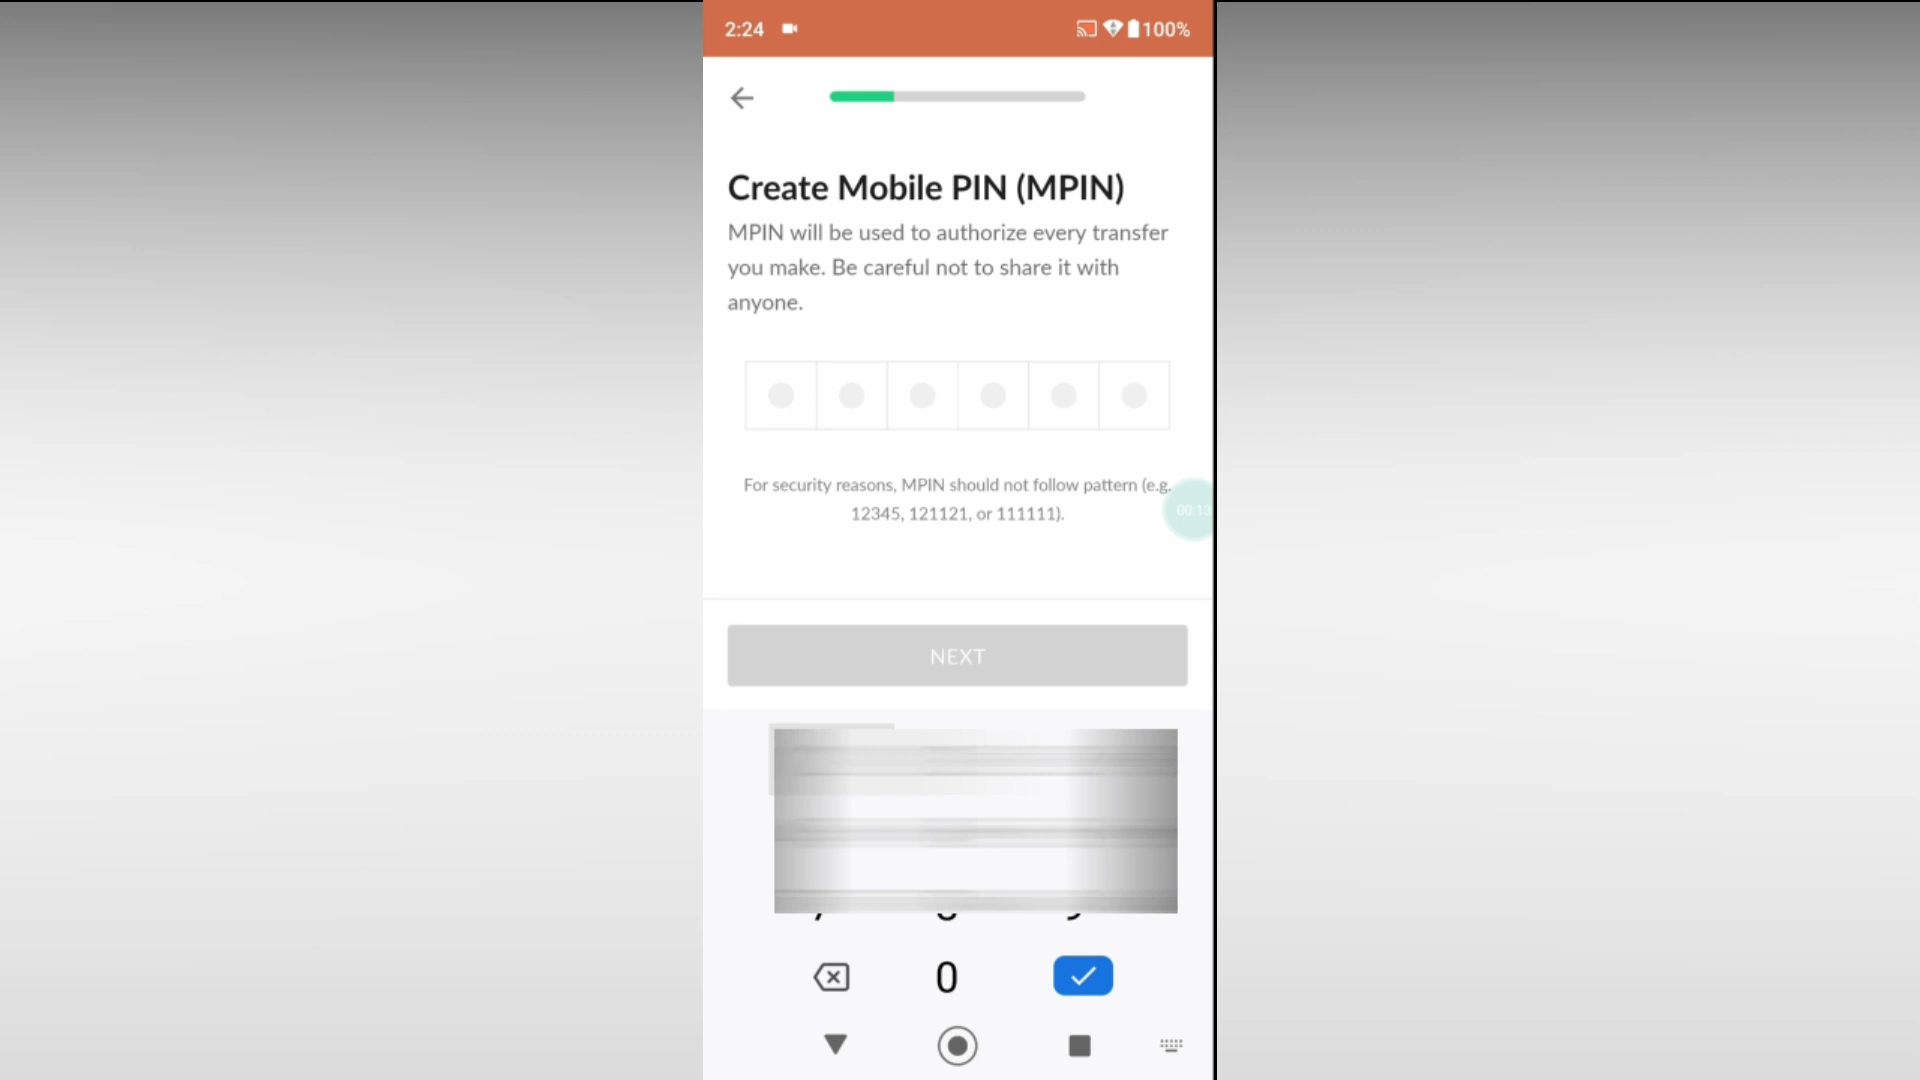 2:24 100%
Create Mobile PIN (MPIN)
MPIN will be used to authorize every transfer
you make. Be careful not to share it with
anyone.
For security reasons, MPIN should not follow pattern (e.g.
12345, 121121, or 111111).
00:13
NEXT
0